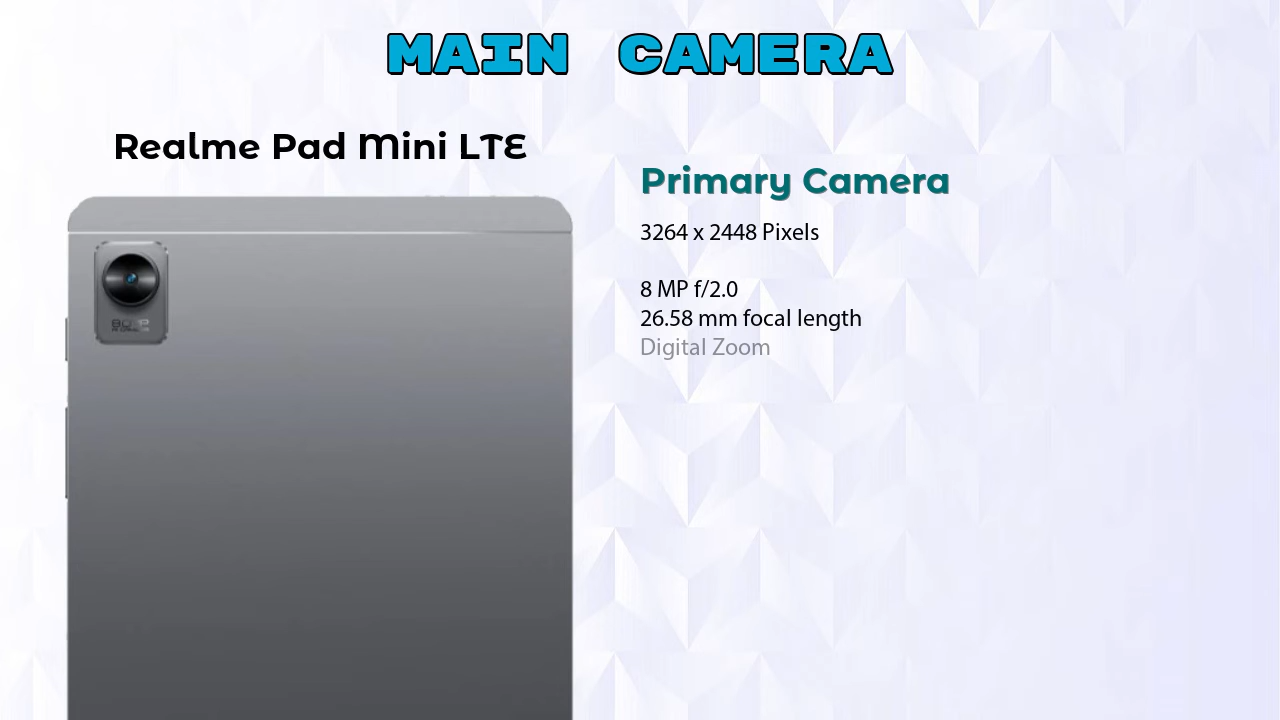 MAIN CAMERA
Realme Pad Mini LTE
Primary Camera
3264 x 2448 Pixels
8 MP f/2.0
26.58 mm focal length
Digital Zoom